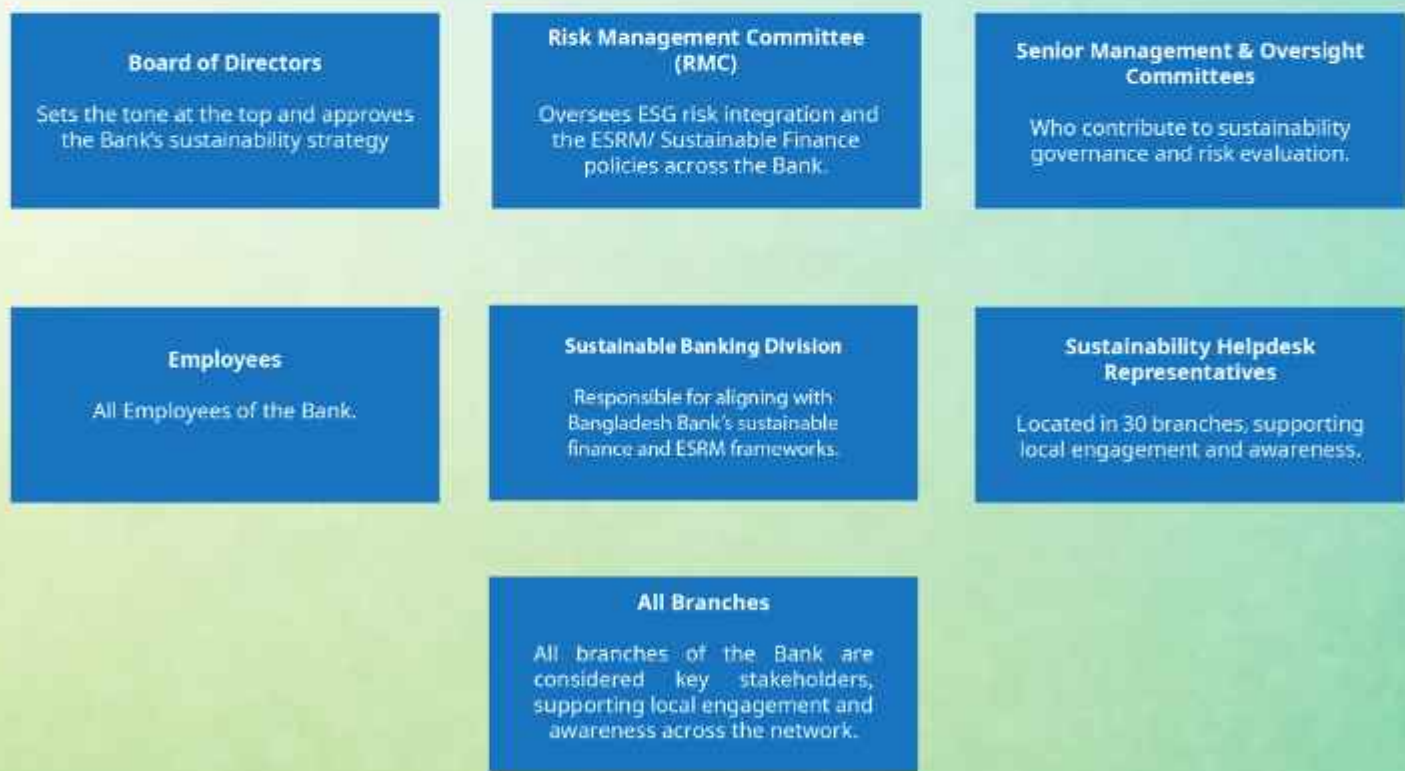 Board of Directors
Sets the tone at the top and approves
the Bank's sustainability strategy
Risk Management Committee
(RMC)
Oversees ESG risk integration and
the ESRM/ Sustainable Finance
policies across the Bank.
Senior Management & Oversight
Committees
Who contribute to sustainability
governance and risk evaluation.
Employees
All Employees of the Bank.
Sustainable Banking Division
Responsible for aligning with
Bangladesh Bank's sustainable
finance and ESRM frameworks.
Sustainability Helpdesk
Representatives
Located in 30 branches, supporting
local engagement and awareness.
All Branches
All branches of the Bank are
considered key stakeholders,
supporting local engagement and
awareness across the network.